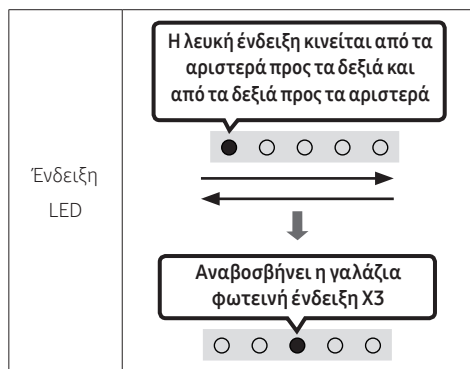 Η λευκή ένδειξη κινείται από τα
αριστερά προς τα δεξιά και
από τα δεξιά προς τα αριστερά
Ένδειξη
LED
Αναβοσβήνει η γαλάζια
φωτεινή ένδειξη X3